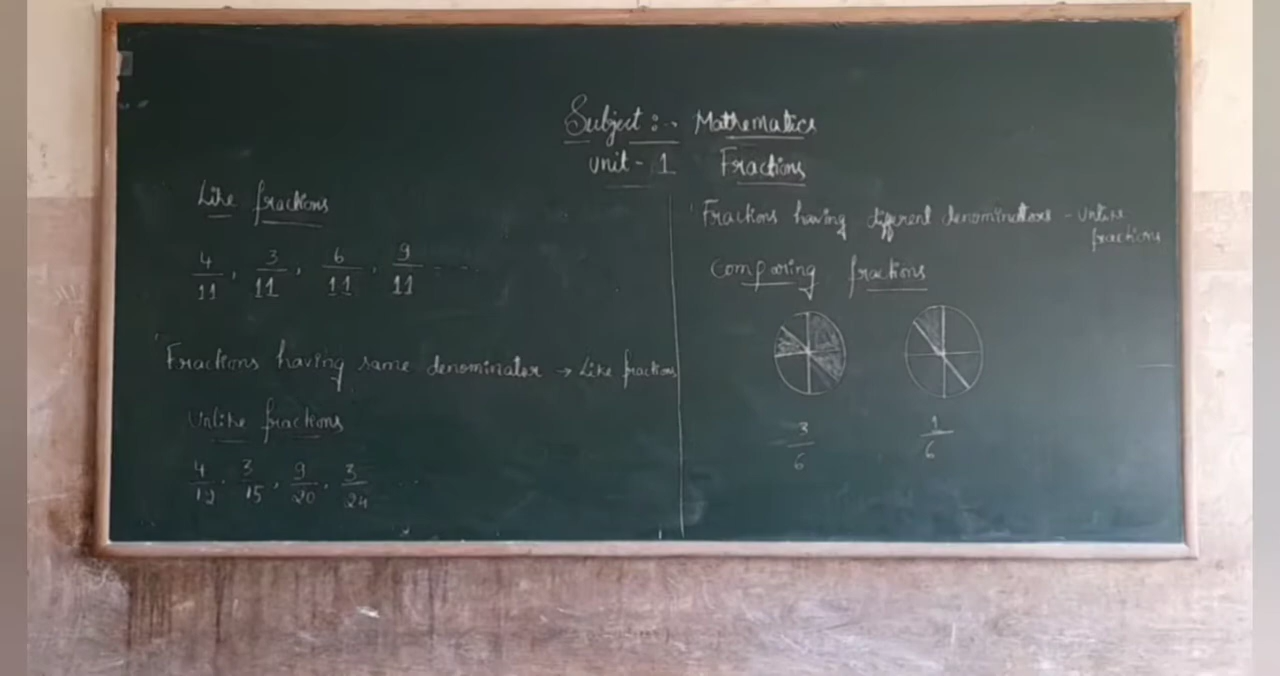 Subject :- Mathematics
Unit - 1 Fractions
Like fractions
4/11, 3/11, 6/11, 9/11 ....
Fractions having same denominator → Like fractions
Unlike fractions
4/12, 3/15, 9/20, 3/24 ...
Fractions having different denominators - Unlike
fractions
Comparing fractions
3/6 1/6